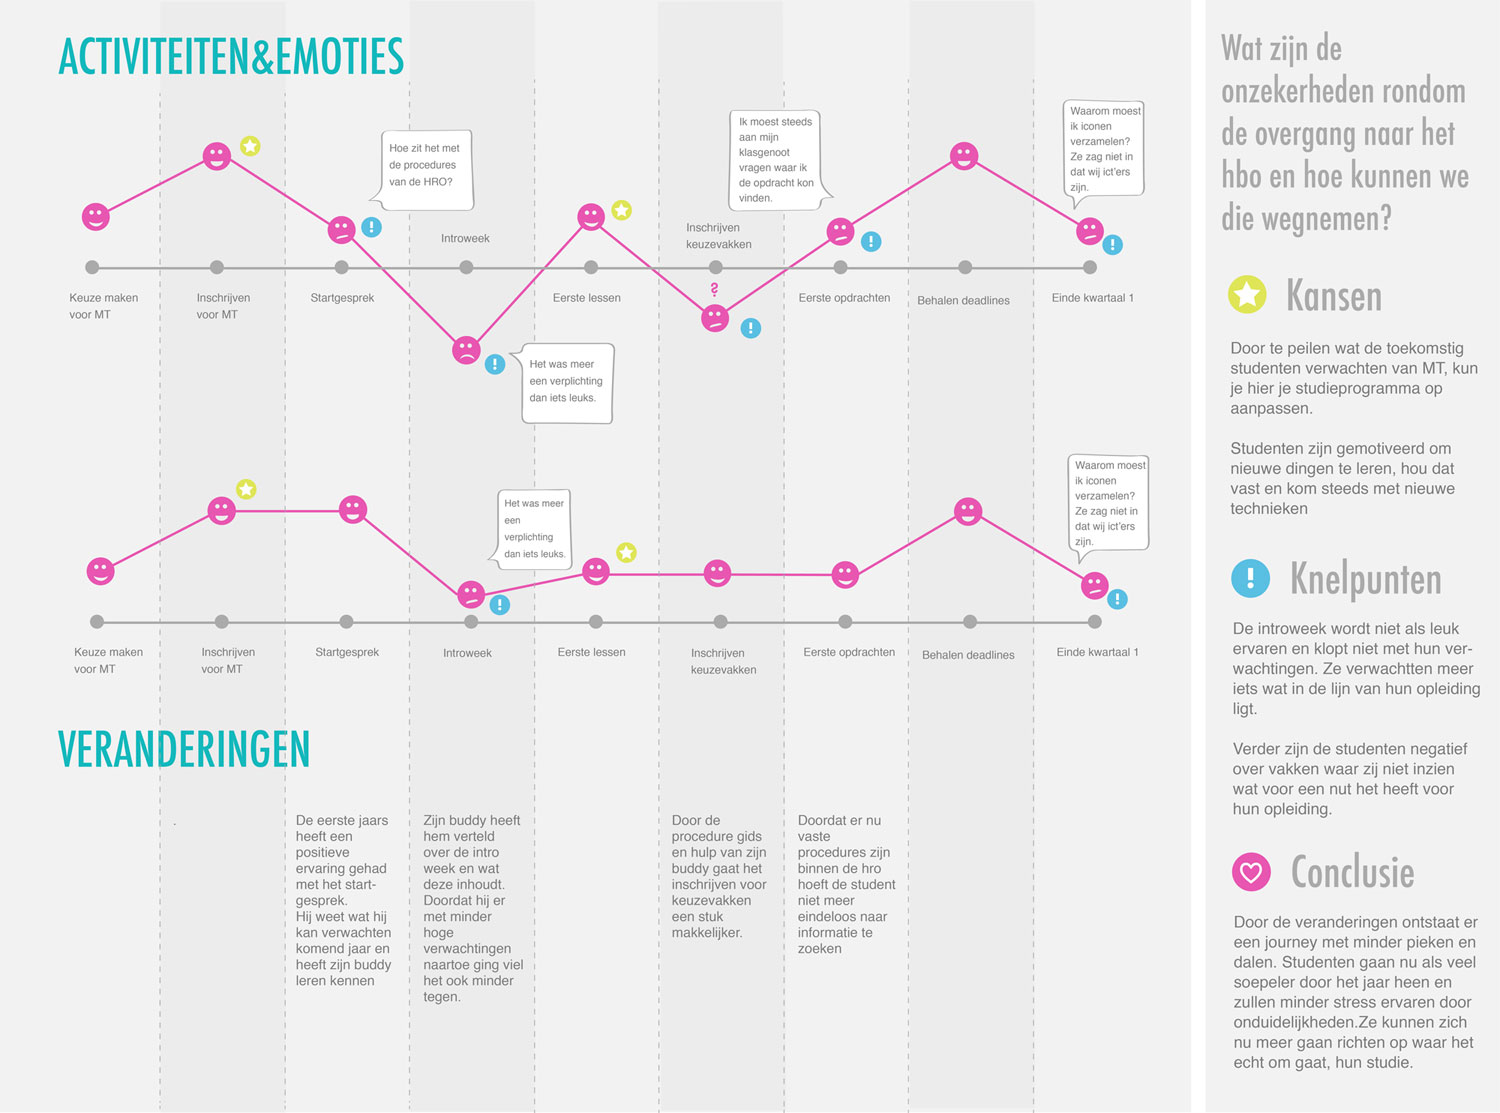 ACTIVITEITEN&EMOTIES
Hoe zit het met
de procedures
van de HRO?
Ik moest steeds
aan mijn
klasgenoot
vragen waar ik
de opdracht kon
vinden.
Waarom moest
ik iconen
verzamelen?
Ze zag niet in
dat wij ict'ers
zijn.
Introweek
Inschrijven
keuzevakken
Keuze maken
voor MT
Inschrijven
voor MT
Startgesprek
Eerste lessen
?
Eerste opdrachten
Behalen deadlines
Einde kwartaal 1
Het was meer
een verplichting
dan iets leuks.
Het was meer
een
verplichting
dan iets leuks.
Waarom moest
ik iconen
verzamelen?
Ze zag niet in
dat wij ict'ers
zijn.
Keuze maken
voor MT
Inschrijven
voor MT
Startgesprek
Introweek
Eerste lessen
Inschrijven
keuzevakken
Eerste opdrachten
Behalen deadlines
Einde kwartaal 1
VERANDERINGEN
.
De eerste jaars
heeft een
positieve
ervaring gehad
met het start-
gesprek.
Hij weet wat hij
kan verwachten
komend jaar en
heeft zijn buddy
leren kennen
Zijn buddy heeft
hem verteld
over de intro
week en wat
deze inhoudt.
Doordat hij er
met minder
hoge
verwachtingen
naartoe ging viel
het ook minder
tegen.
Door de
procedure gids
en hulp van zijn
buddy gaat het
inschrijven voor
keuzevakken
een stuk
makkelijker.
Doordat er nu
vaste
procedures zijn
binnen de hro
hoeft de student
niet meer
eindeloos naar
informatie te
zoeken
Wat zijn de
onzekerheden rondom
de overgang naar het
hbo en hoe kunnen we
die wegnemen?
Kansen
Door te peilen wat de toekomstig
studenten verwachten van MT, kun
je hier je studieprogramma op
aanpassen.
Studenten zijn gemotiveerd om
nieuwe dingen te leren, hou dat
vast en kom steeds met nieuwe
technieken
! Knelpunten
De introweek wordt niet als leuk
ervaren en klopt niet met hun ver-
wachtingen. Ze verwachtten meer
iets wat in de lijn van hun opleiding
ligt.
Verder zijn de studenten negatief
over vakken waar zij niet inzien
wat voor een nut het heeft voor
hun opleiding.
Conclusie
Door de veranderingen ontstaat er
een journey met minder pieken en
dalen. Studenten gaan nu als veel
soepeler door het jaar heen en
zullen minder stress ervaren door
onduidelijkheden.Ze kunnen zich
nu meer gaan richten op waar het
echt om gaat, hun studie.